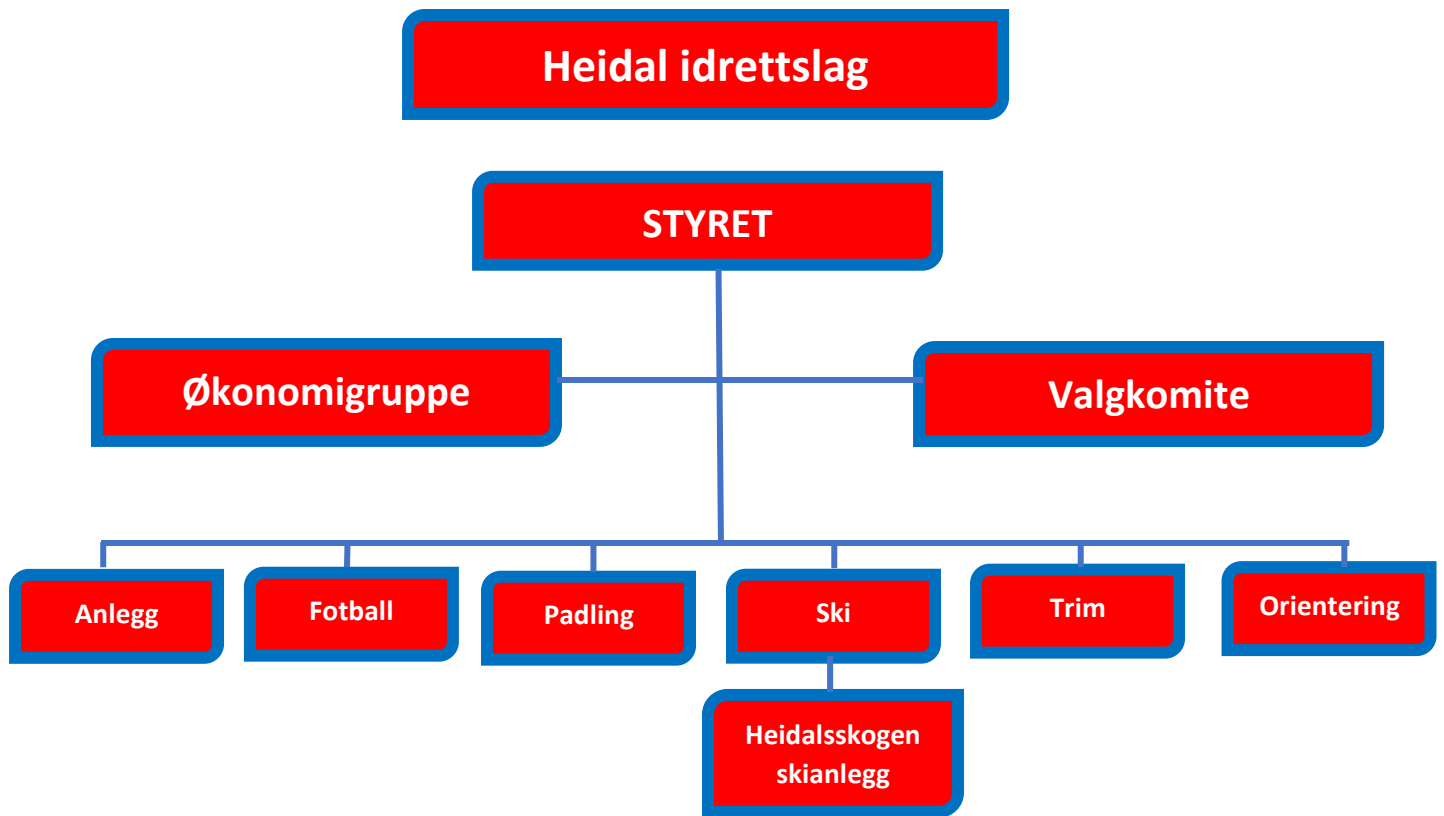 Heidal idrettslag
STYRET
Økonomigruppe
Valgkomite
Anlegg
Fotball
Padling
Ski
Trim
Orientering
Heidalsskogen
skianlegg